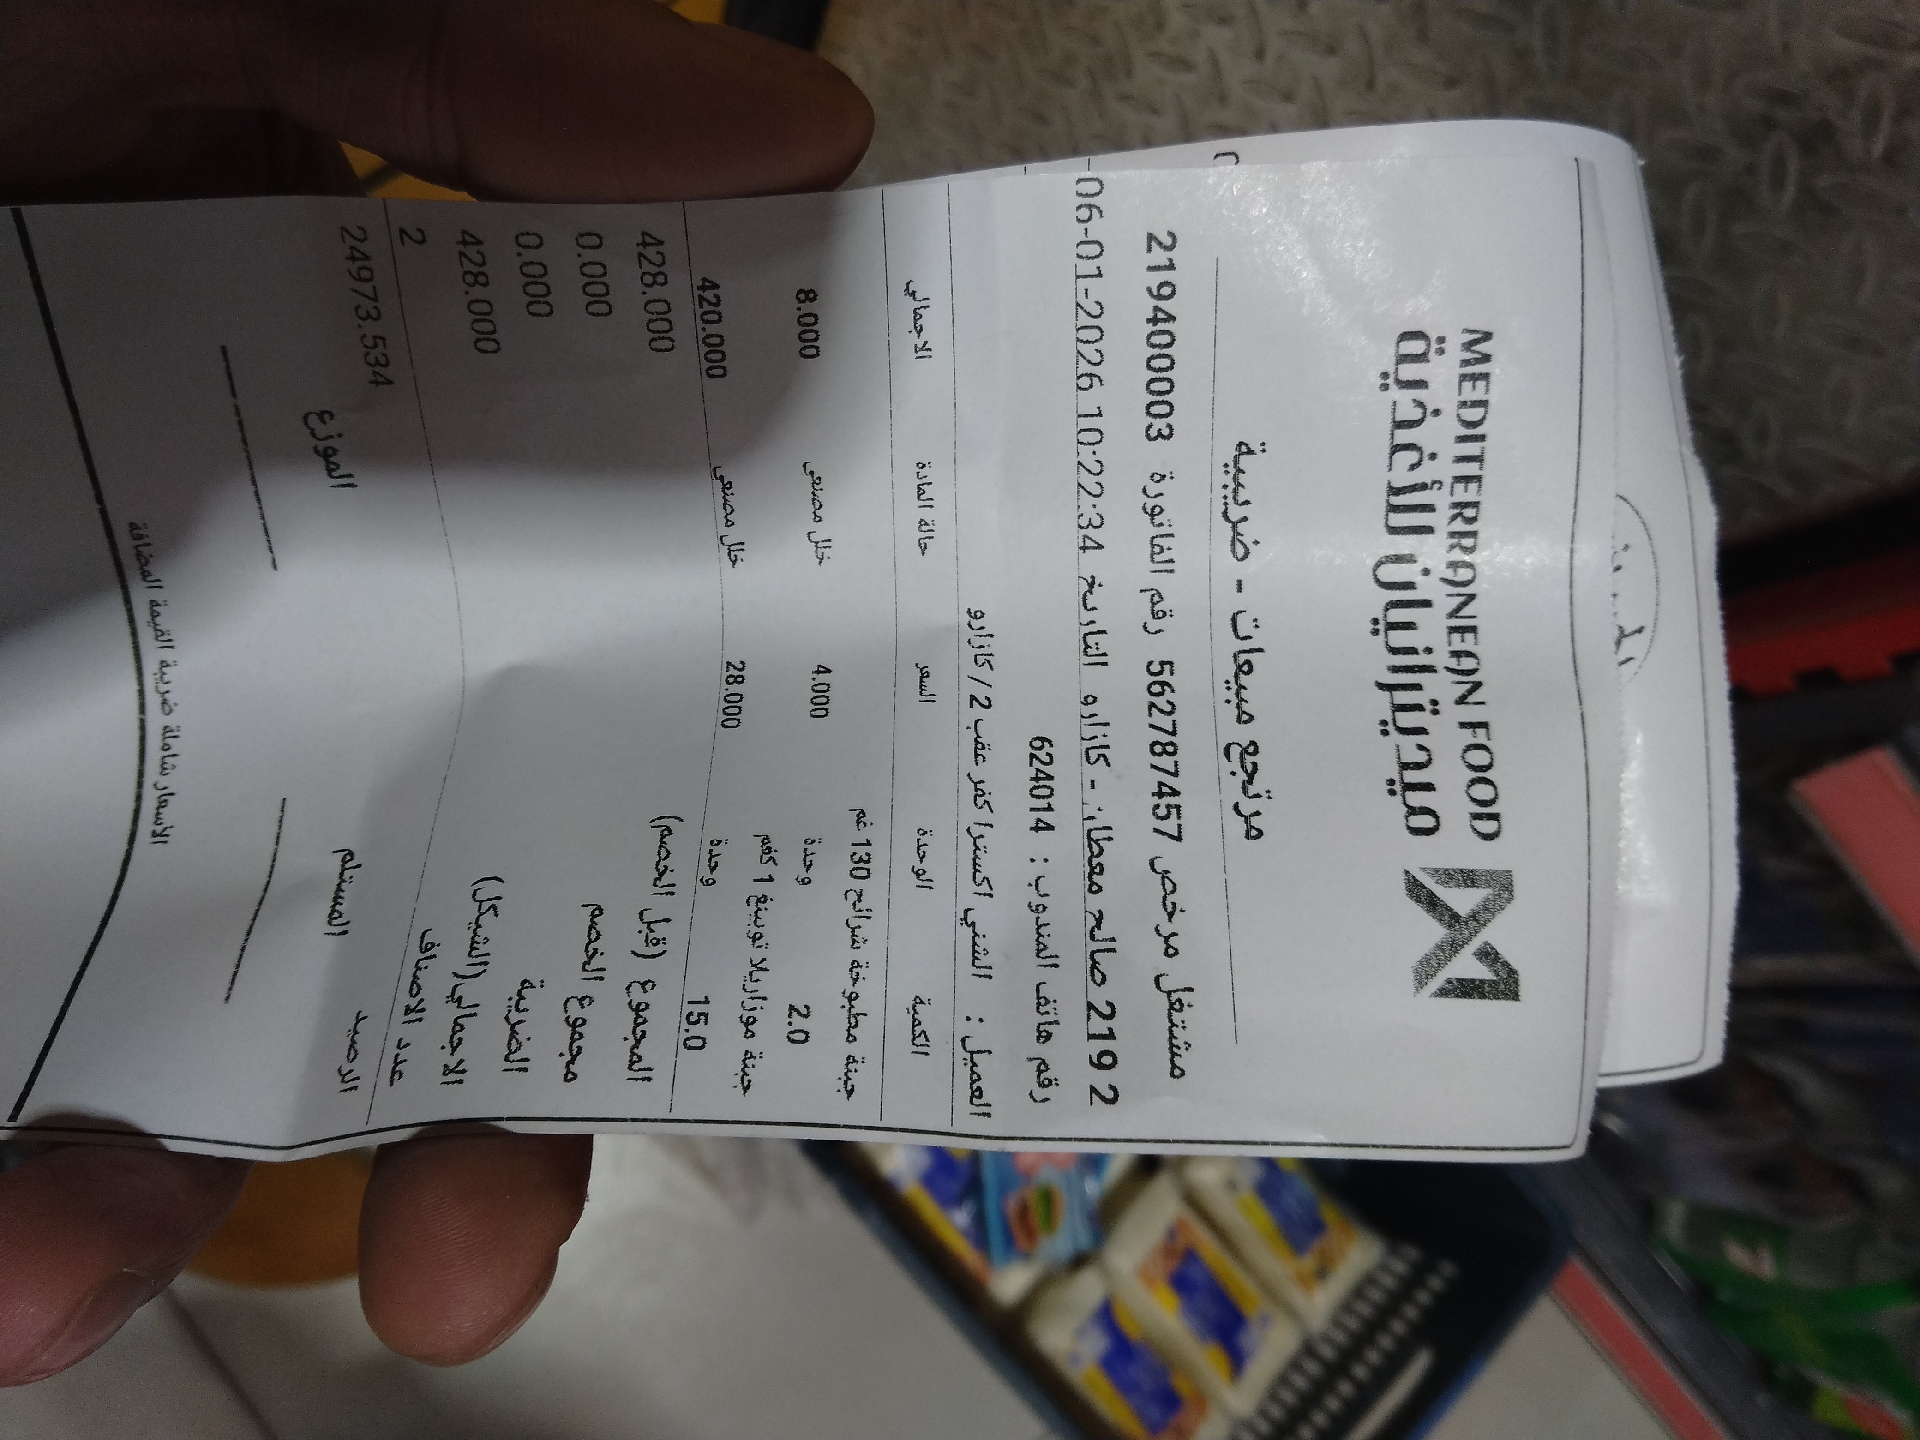 MEDITERRANEAN FOOD
ميديترانيان للأغذية
مرتجع مبيعات - ضريبية
مشتغل مرخص 562787457 رقم الفاتورة 219400003
2 219 صالح معطان - كازارو التاريخ 10:22:34 2026-01-06
رقم هاتف المندوب : 624014
العميل : الشني اكسترا كفر عقب 2 / كازارو
الكمية الوحدة السعر حالة المادة الاجمالي
جبنة مطبوخة شرائح 130 غم
2.0 وحدة 4.000 خلل مصنعي 8.000
جبنة موزاريلا توبينغ 1 كغم
15.0 وحدة 28.000 خلل مصنعي 420.000
المجموع (قبل الخصم) 428.000
مجموع الخصم 0.000
الضريبة 0.000
الاجمالي(الشيكل) 428.000
عدد الاصناف 2
الرصيد 24973.534
المستلم الموزع
الاسعار شاملة ضريبة القيمة المضافة